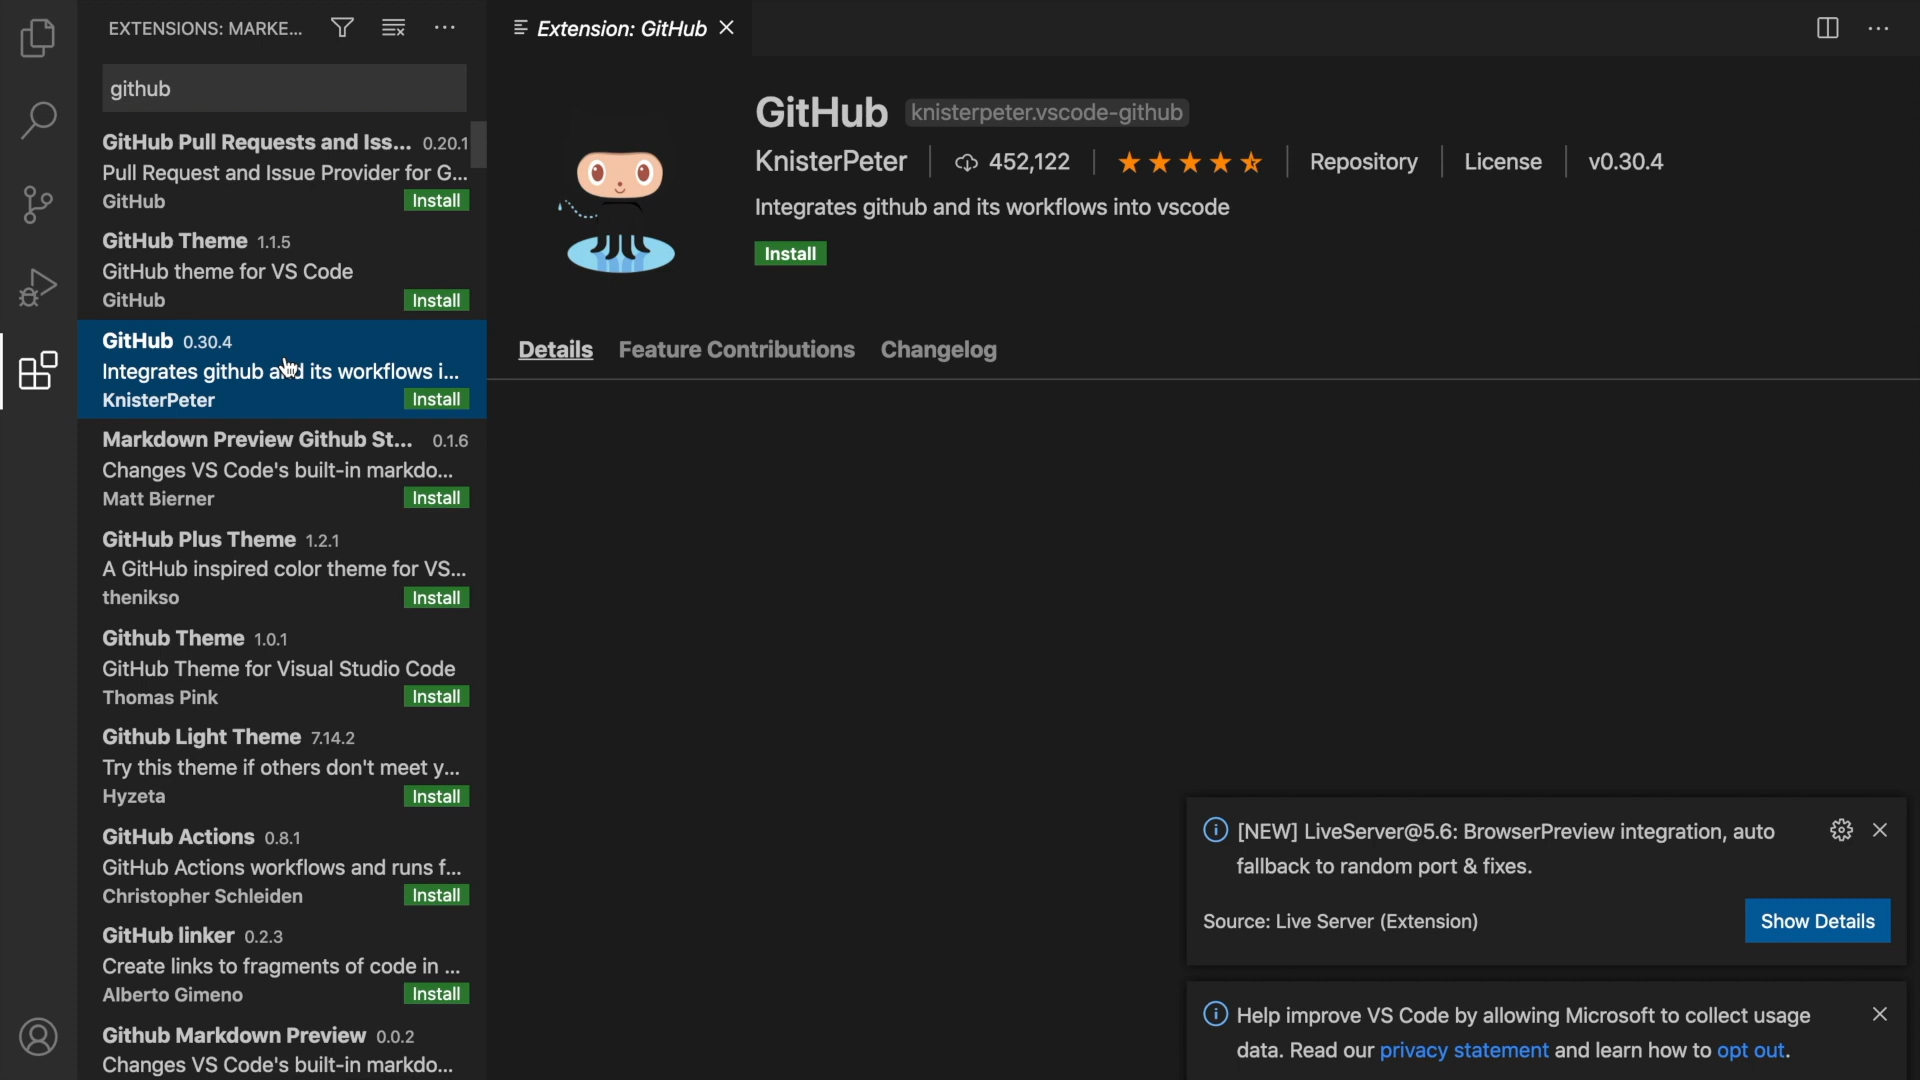 EXTENSIONS: MARKE...
github
GitHub Pull Requests and Iss... 0.20.1
Pull Request and Issue Provider for G...
GitHub Install
GitHub Theme 1.1.5
GitHub theme for VS Code
GitHub Install
GitHub 0.30.4
Integrates github and its workflows i...
KnisterPeter Install
Markdown Preview Github St... 0.1.6
Changes VS Code's built-in markdo...
Matt Bierner Install
GitHub Plus Theme 1.2.1
A GitHub inspired color theme for VS...
thenikso Install
Github Theme 1.0.1
GitHub Theme for Visual Studio Code
Thomas Pink Install
Github Light Theme 7.14.2
Try this theme if others don't meet y...
Hyzeta Install
GitHub Actions 0.8.1
GitHub Actions workflows and runs f...
Christopher Schleiden Install
GitHub linker 0.2.3
Create links to fragments of code in ...
Alberto Gimeno Install
Github Markdown Preview 0.0.2
Changes VS Code's built-in markdo...
Extension: GitHub
GitHub knisterpeter.vscode-github
KnisterPeter 452,122 Repository License v0.30.4
Integrates github and its workflows into vscode
Install
Details Feature Contributions Changelog
[NEW] LiveServer@5.6: BrowserPreview integration, auto
fallback to random port & fixes.
Source: Live Server (Extension) Show Details
Help improve VS Code by allowing Microsoft to collect usage
data. Read our privacy statement and learn how to opt out.